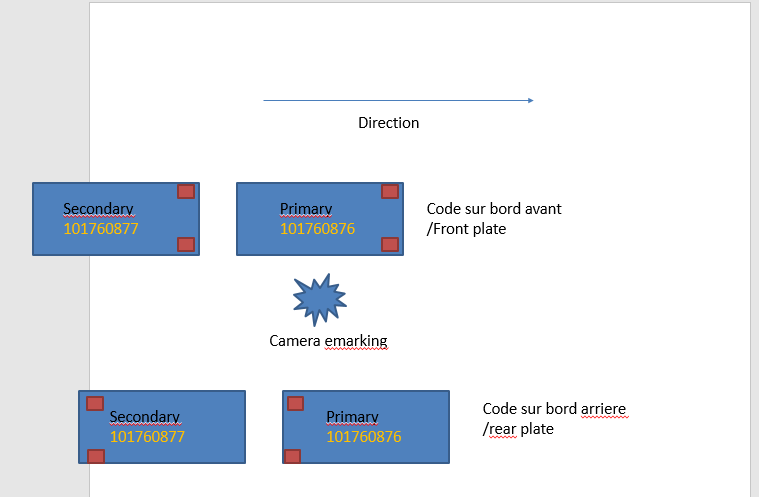 Direction
Secondary
101760877
Primary
101760876
Code sur bord avant
/Front plate
Camera emarking
Secondary
101760877
Primary
101760876
Code sur bord arriere
/rear plate